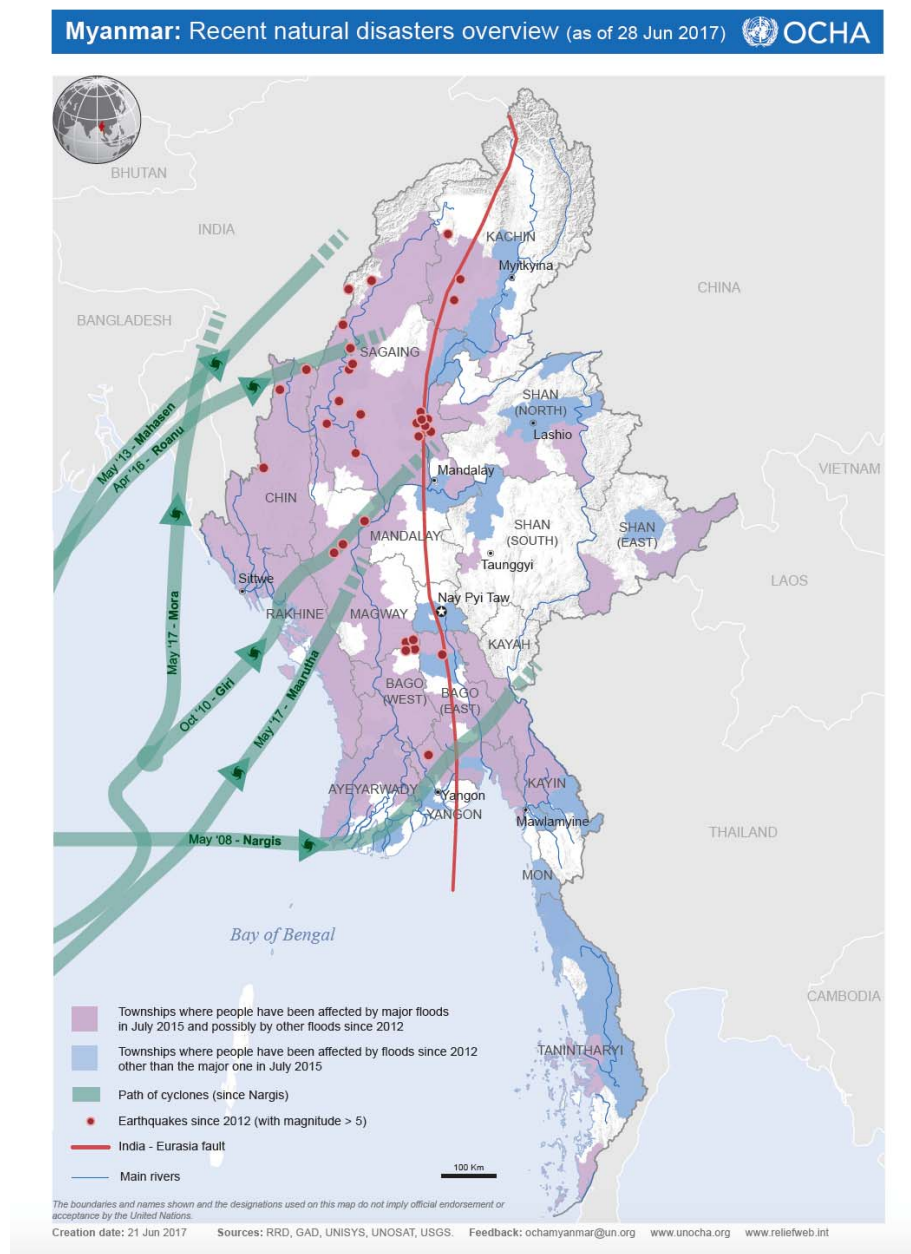 Myanmar: Recent natural disasters overview (as of 28 Jun 2017)
OCHA
BHUTAN
INDIA
BANGLADESH
CHINA
VIETNAM
LAOS
THAILAND
CAMBODIA
KACHIN
Myitkyina
SAGAING
SHAN
(NORTH)
Lashio
Mandalay
CHIN
MANDALAY
SHAN
(SOUTH)
SHAN
(EAST)
Taunggyi
Sittwe
Nay Pyi Taw
RAKHINE
MAGWAY
KAYAH
BAGO
(WEST)
BAGO
(EAST)
AYEYARWADY
Yangon
YANGON
KAYIN
Mawlamyine
MON
TANINTHARYI
May '13 - Mahasen
Apr '16 - Roanu
May '17 - Mora
Oct '10 - Giri
May '17 - Maarutha
May '08 - Nargis
Bay of Bengal
Townships where people have been affected by major floods
in July 2015 and possibly by other floods since 2012
Townships where people have been affected by floods since 2012
other than the major one in July 2015
Path of cyclones (since Nargis)
Earthquakes since 2012 (with magnitude > 5)
India - Eurasia fault
Main rivers
100 Km
The boundaries and names shown and the designations used on this map do not imply official endorsement or
acceptance by the United Nations.
Creation date: 21 Jun 2017 Sources: RRD, GAD, UNISYS, UNOSAT, USGS. Feedback: ochamyanmar@un.org www.unocha.org www.reliefweb.int